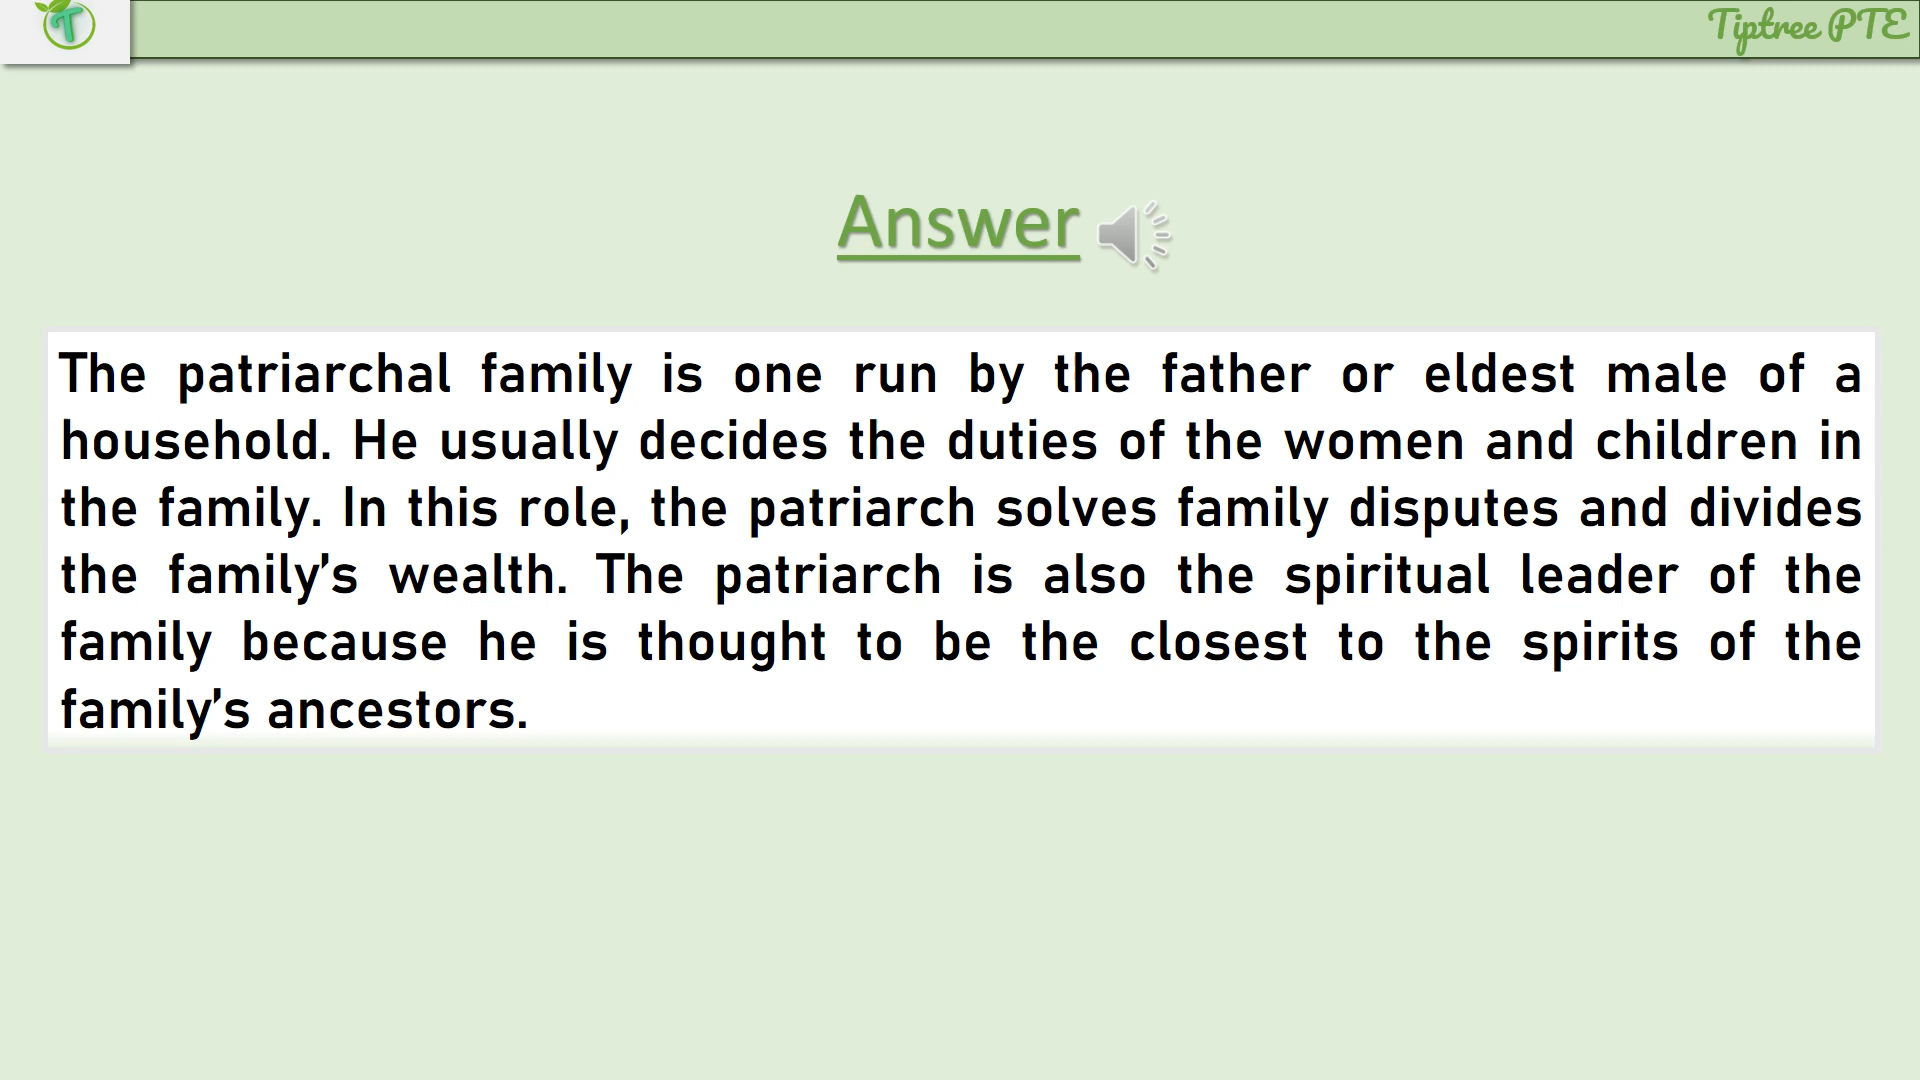 T
Tiptree PTE
Answer
The patriarchal family is one run by the father or eldest male of a
household. He usually decides the duties of the women and children in
the family. In this role, the patriarch solves family disputes and divides
the family’s wealth. The patriarch is also the spiritual leader of the
family because he is thought to be the closest to the spirits of the
family’s ancestors.